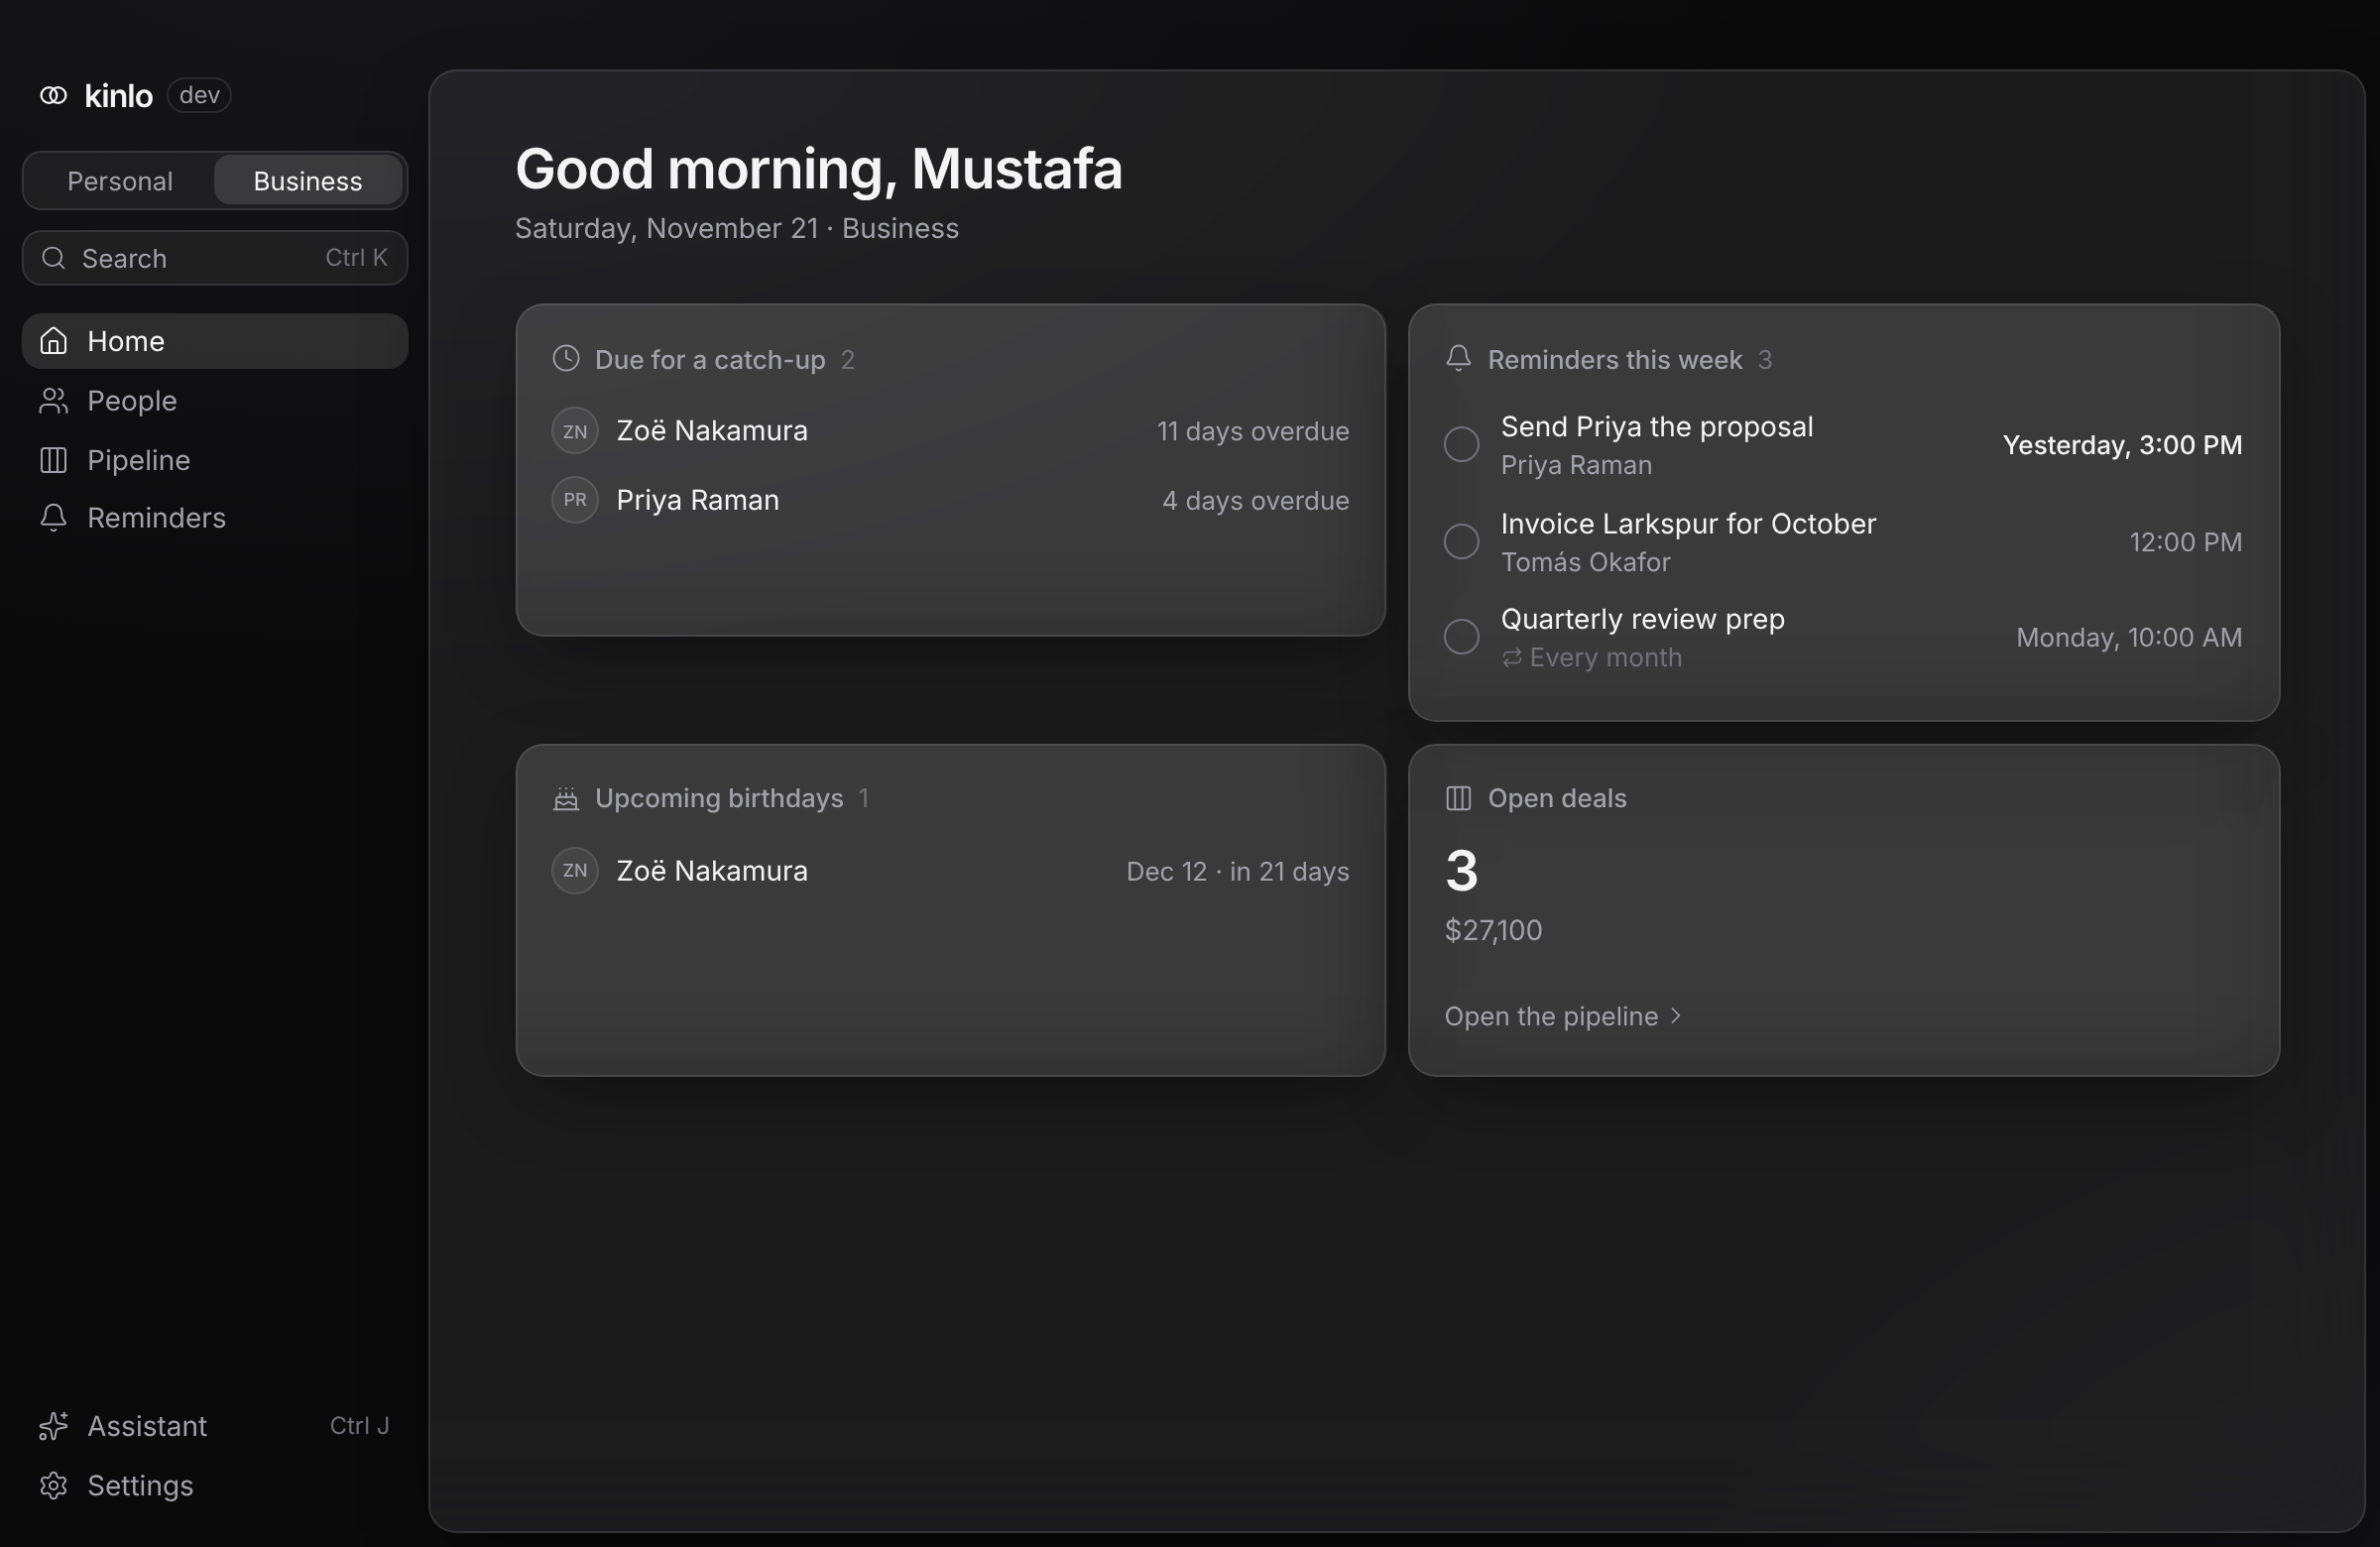 kinlo dev
Personal Business
Search Ctrl K
Home
People
Pipeline
Reminders
Assistant Ctrl J
Settings
Good morning, Mustafa
Saturday, November 21 · Business
Due for a catch-up 2
ZN Zoë Nakamura 11 days overdue
PR Priya Raman 4 days overdue
Reminders this week 3
Send Priya the proposal
Priya Raman
Yesterday, 3:00 PM
Invoice Larkspur for October
Tomás Okafor
12:00 PM
Quarterly review prep
Every month
Monday, 10:00 AM
Upcoming birthdays 1
ZN Zoë Nakamura Dec 12 · in 21 days
Open deals
3
$27,100
Open the pipeline